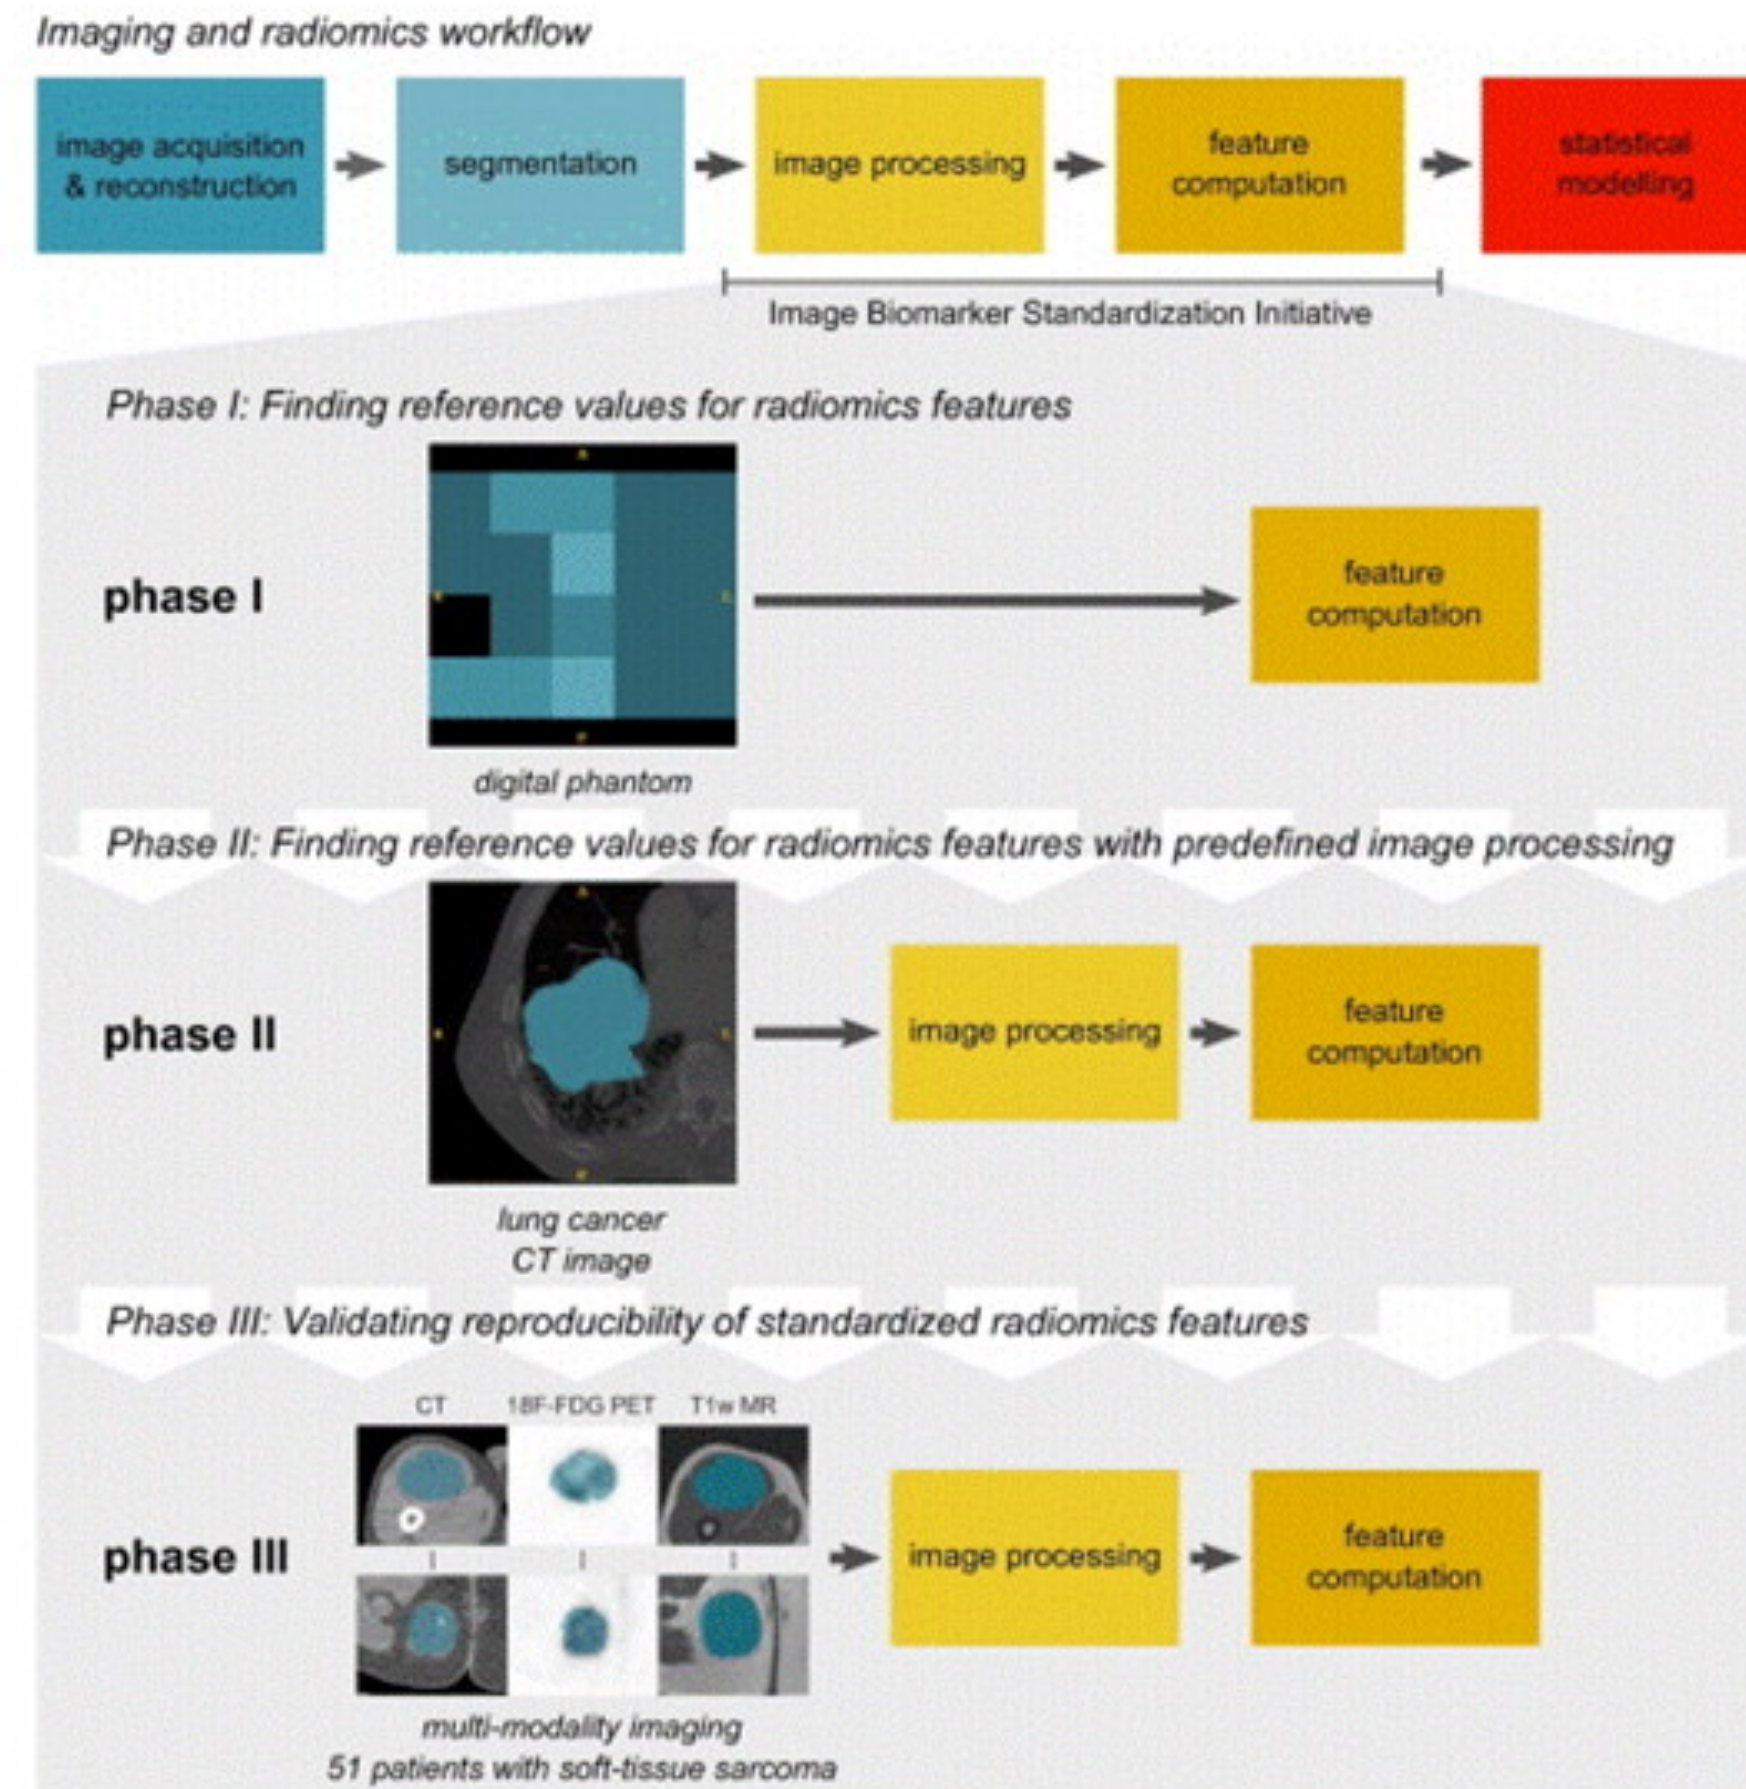 Imaging and radiomics workflow
image acquisition
& reconstruction
segmentation
image processing
feature
computation
statistical
modelling
Image Biomarker Standardization Initiative
Phase I: Finding reference values for radiomics features
phase I
feature
computation
digital phantom
Phase II: Finding reference values for radiomics features with predefined image processing
phase II
image processing
feature
computation
lung cancer
CT image
Phase III: Validating reproducibility of standardized radiomics features
CT
18F-FDG PET
T1w MR
phase III
image processing
feature
computation
multi-modality imaging
51 patients with soft-tissue sarcoma